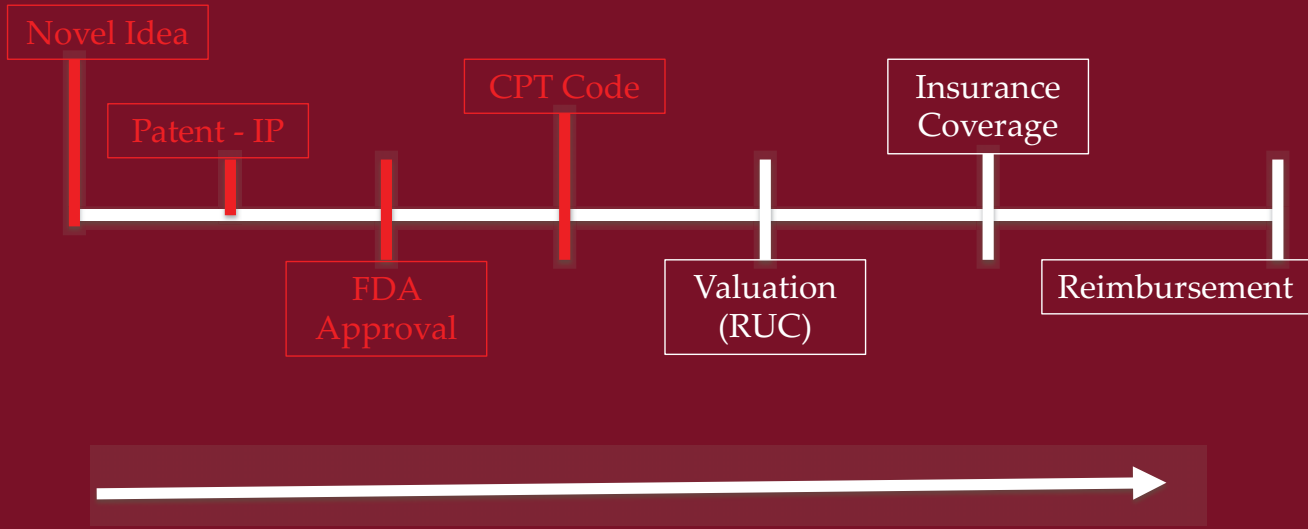 Novel Idea
Patent - IP
FDA
Approval
CPT Code
Valuation
(RUC)
Insurance
Coverage
Reimbursement